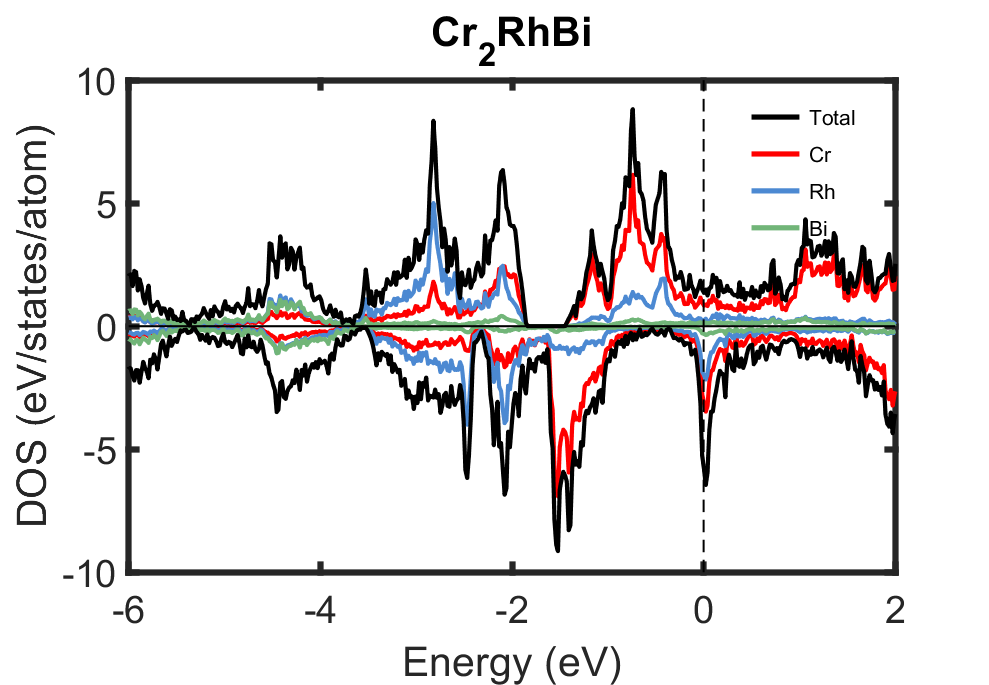 Cr2RhBi
10
5
0
-5
-10
DOS (eV/states/atom)
Total
Cr
Rh
Bi
-6
-4
-2
0
2
Energy (eV)